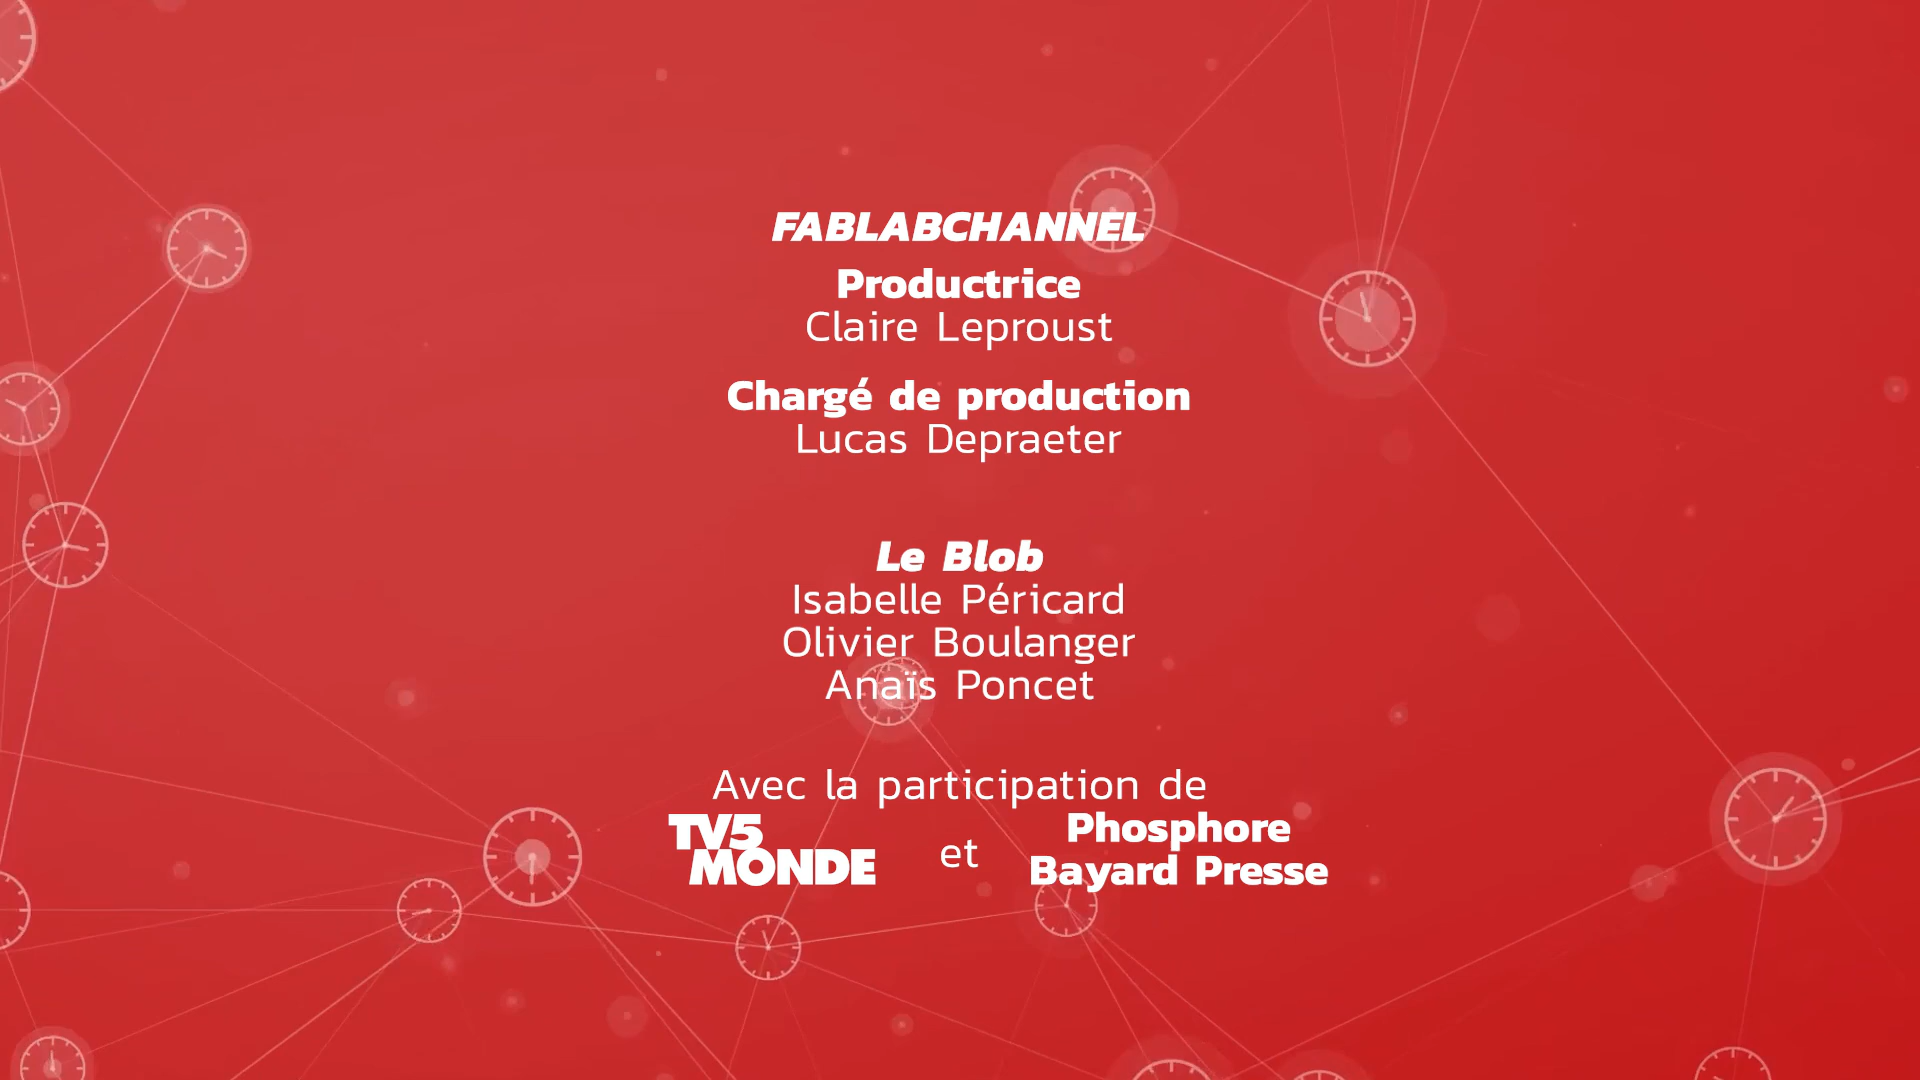 FABLABCHANNEL
Productrice
Claire Leproust
Chargé de production
Lucas Depraeter
Le Blob
Isabelle Péricard
Olivier Boulanger
Anaïs Poncet
Avec la participation de
TV5
MONDE
et
Phosphore
Bayard Presse